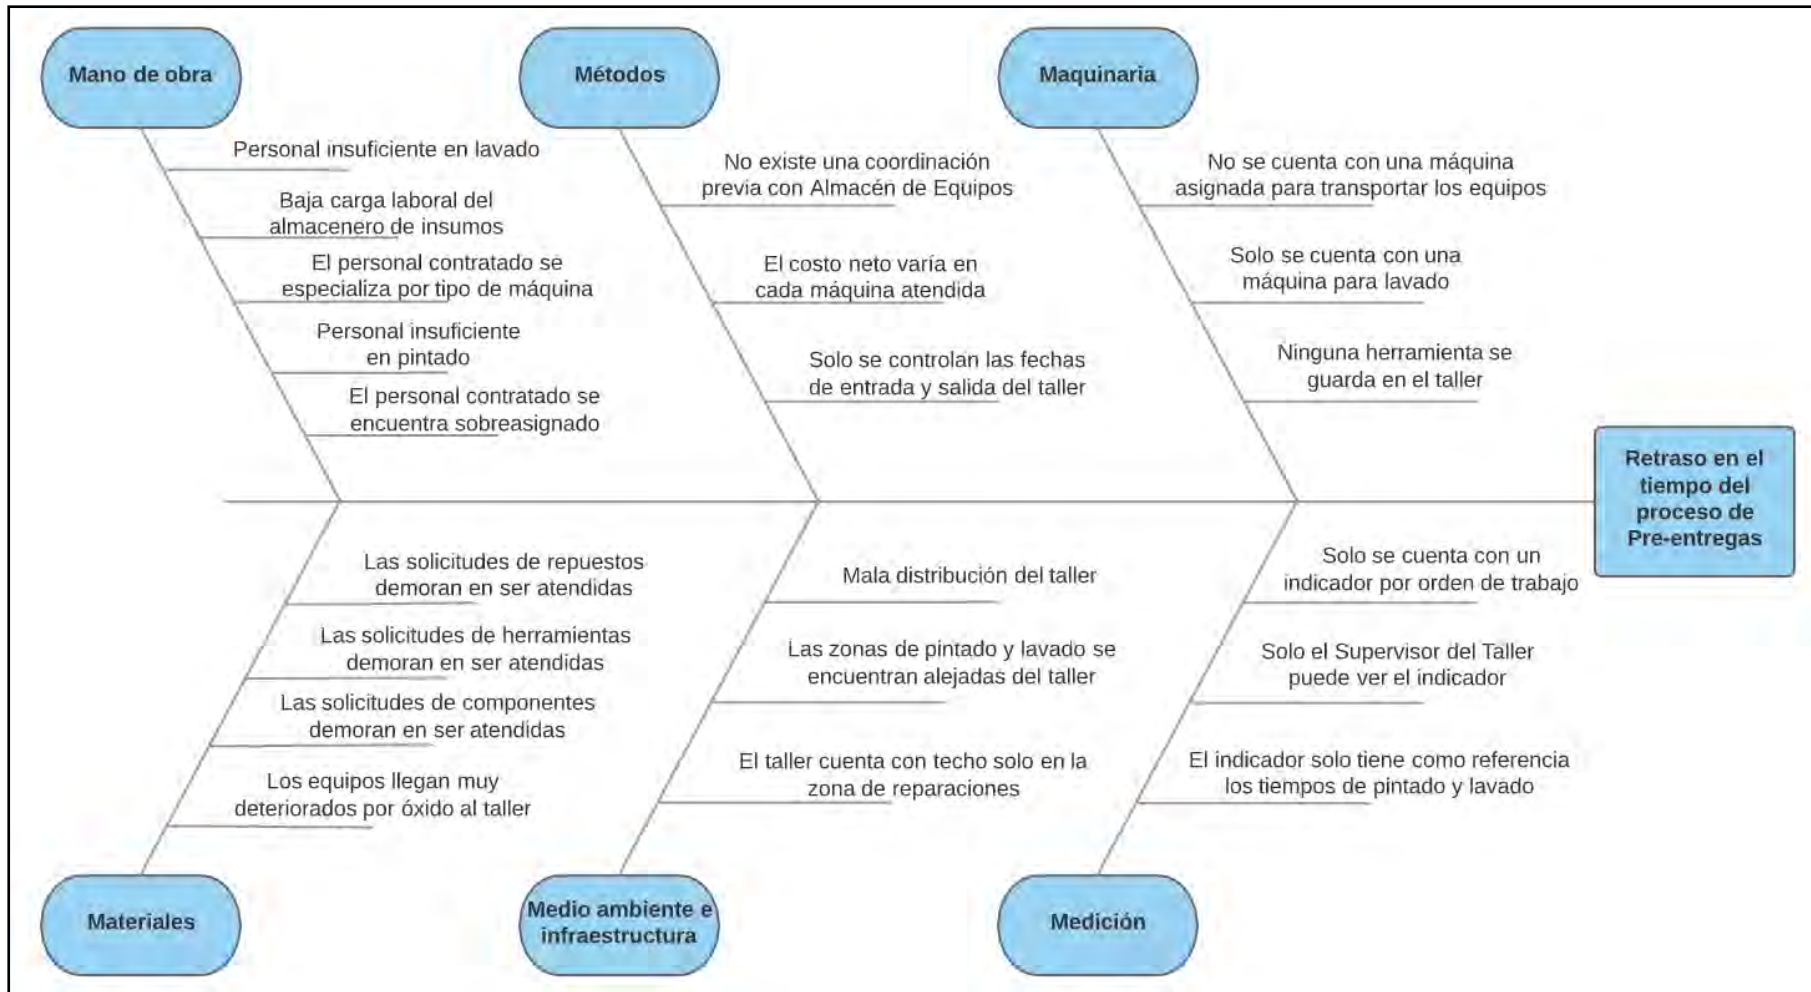 Mano de obra
Personal insuficiente en lavado
Baja carga laboral del
almacenero de insumos
El personal contratado se
especializa por tipo de máquina
Personal insuficiente
en pintado
El personal contratado se
encuentra sobreasignado
Métodos
No existe una coordinación
previa con Almacén de Equipos
El costo neto varía en
cada máquina atendida
Solo se controlan las fechas
de entrada y salida del taller
Maquinaria
No se cuenta con una máquina
asignada para transportar los equipos
Solo se cuenta con una
máquina para lavado
Ninguna herramienta se
guarda en el taller
Retraso en el
tiempo del
proceso de
Pre-entregas
Las solicitudes de repuestos
demoran en ser atendidas
Las solicitudes de herramientas
demoran en ser atendidas
Las solicitudes de componentes
demoran en ser atendidas
Los equipos llegan muy
deteriorados por óxido al taller
Materiales
Mala distribución del taller
Las zonas de pintado y lavado se
encuentran alejadas del taller
El taller cuenta con techo solo en la
zona de reparaciones
Medio ambiente e
infraestructura
Solo se cuenta con un
indicador por orden de trabajo
Solo el Supervisor del Taller
puede ver el indicador
El indicador solo tiene como referencia
los tiempos de pintado y lavado
Medición